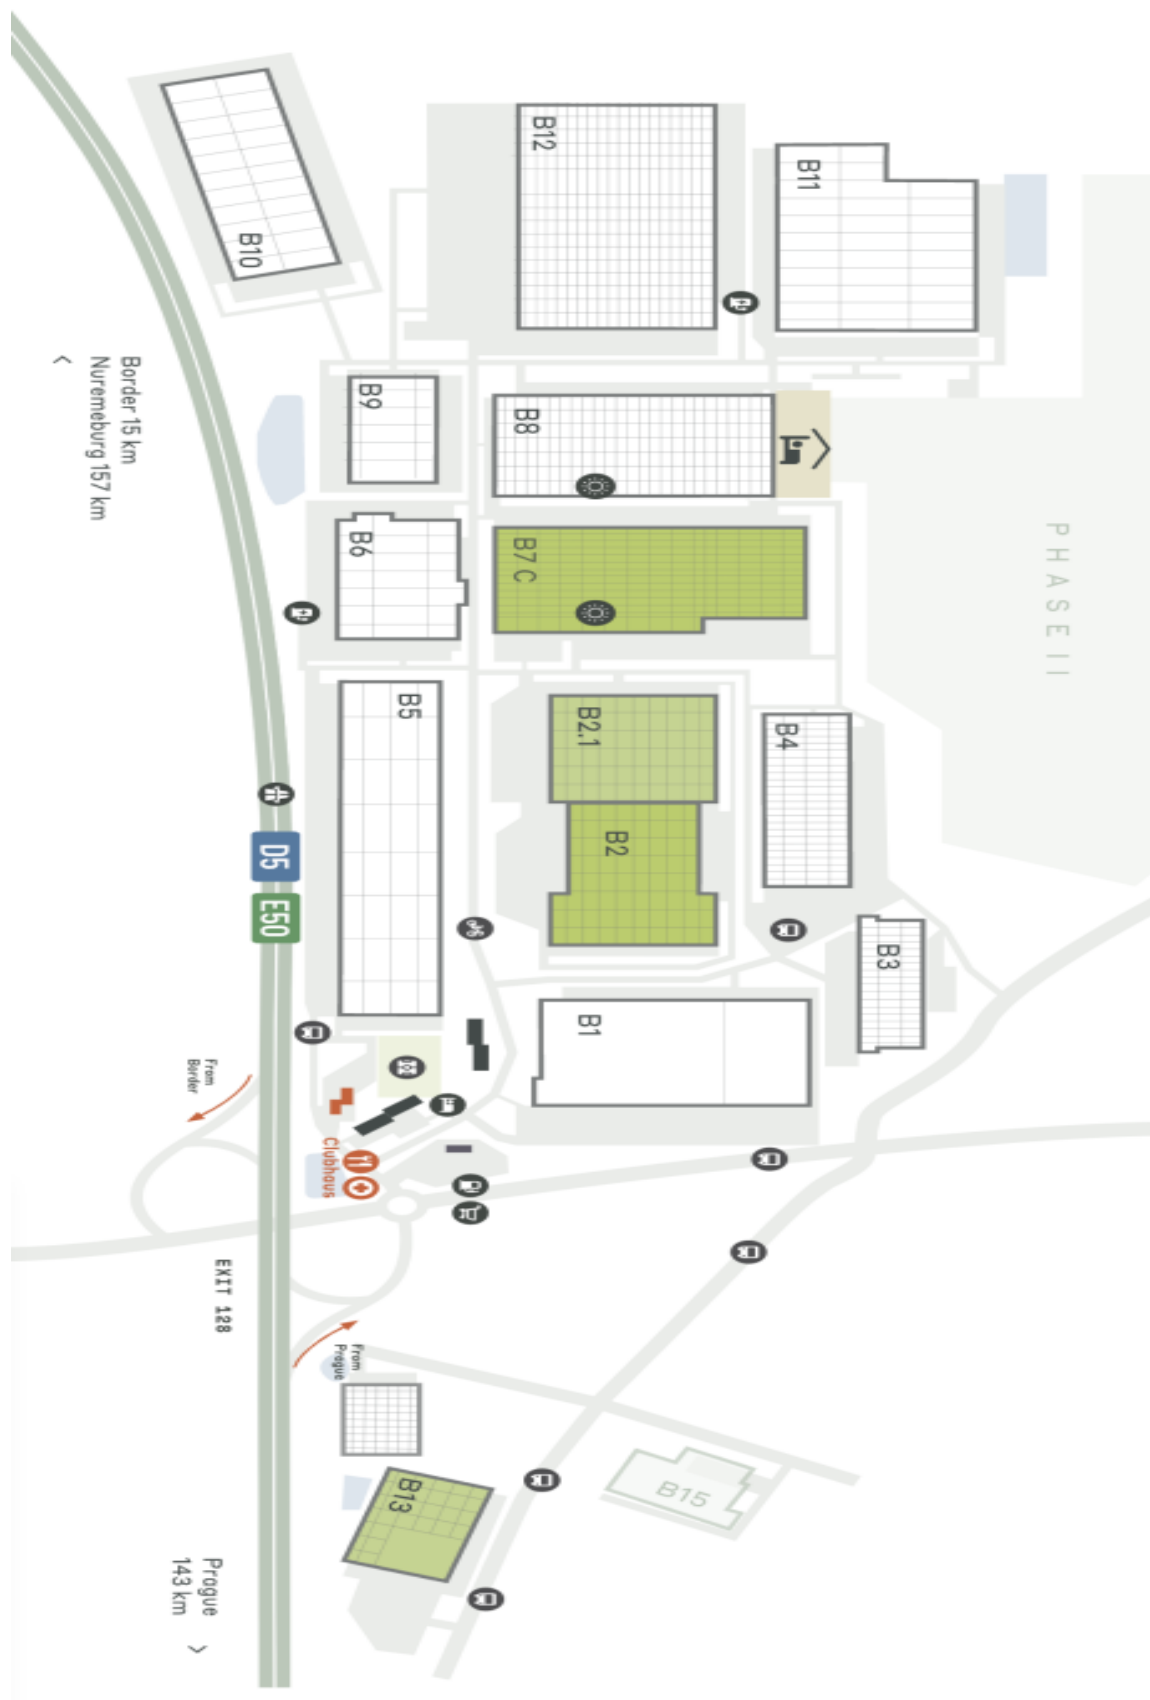 B10
B12
B11
B9
B8
B6
B7 C
B5
B2.1
B2
B4
B3
B1
PHASE II
Border 15 km
Nuremeburg 157 km
<
D5
E50
From
Border
Clubhaus
EXIT 128
From
Prague
B13
B15
Prague
143 km
>